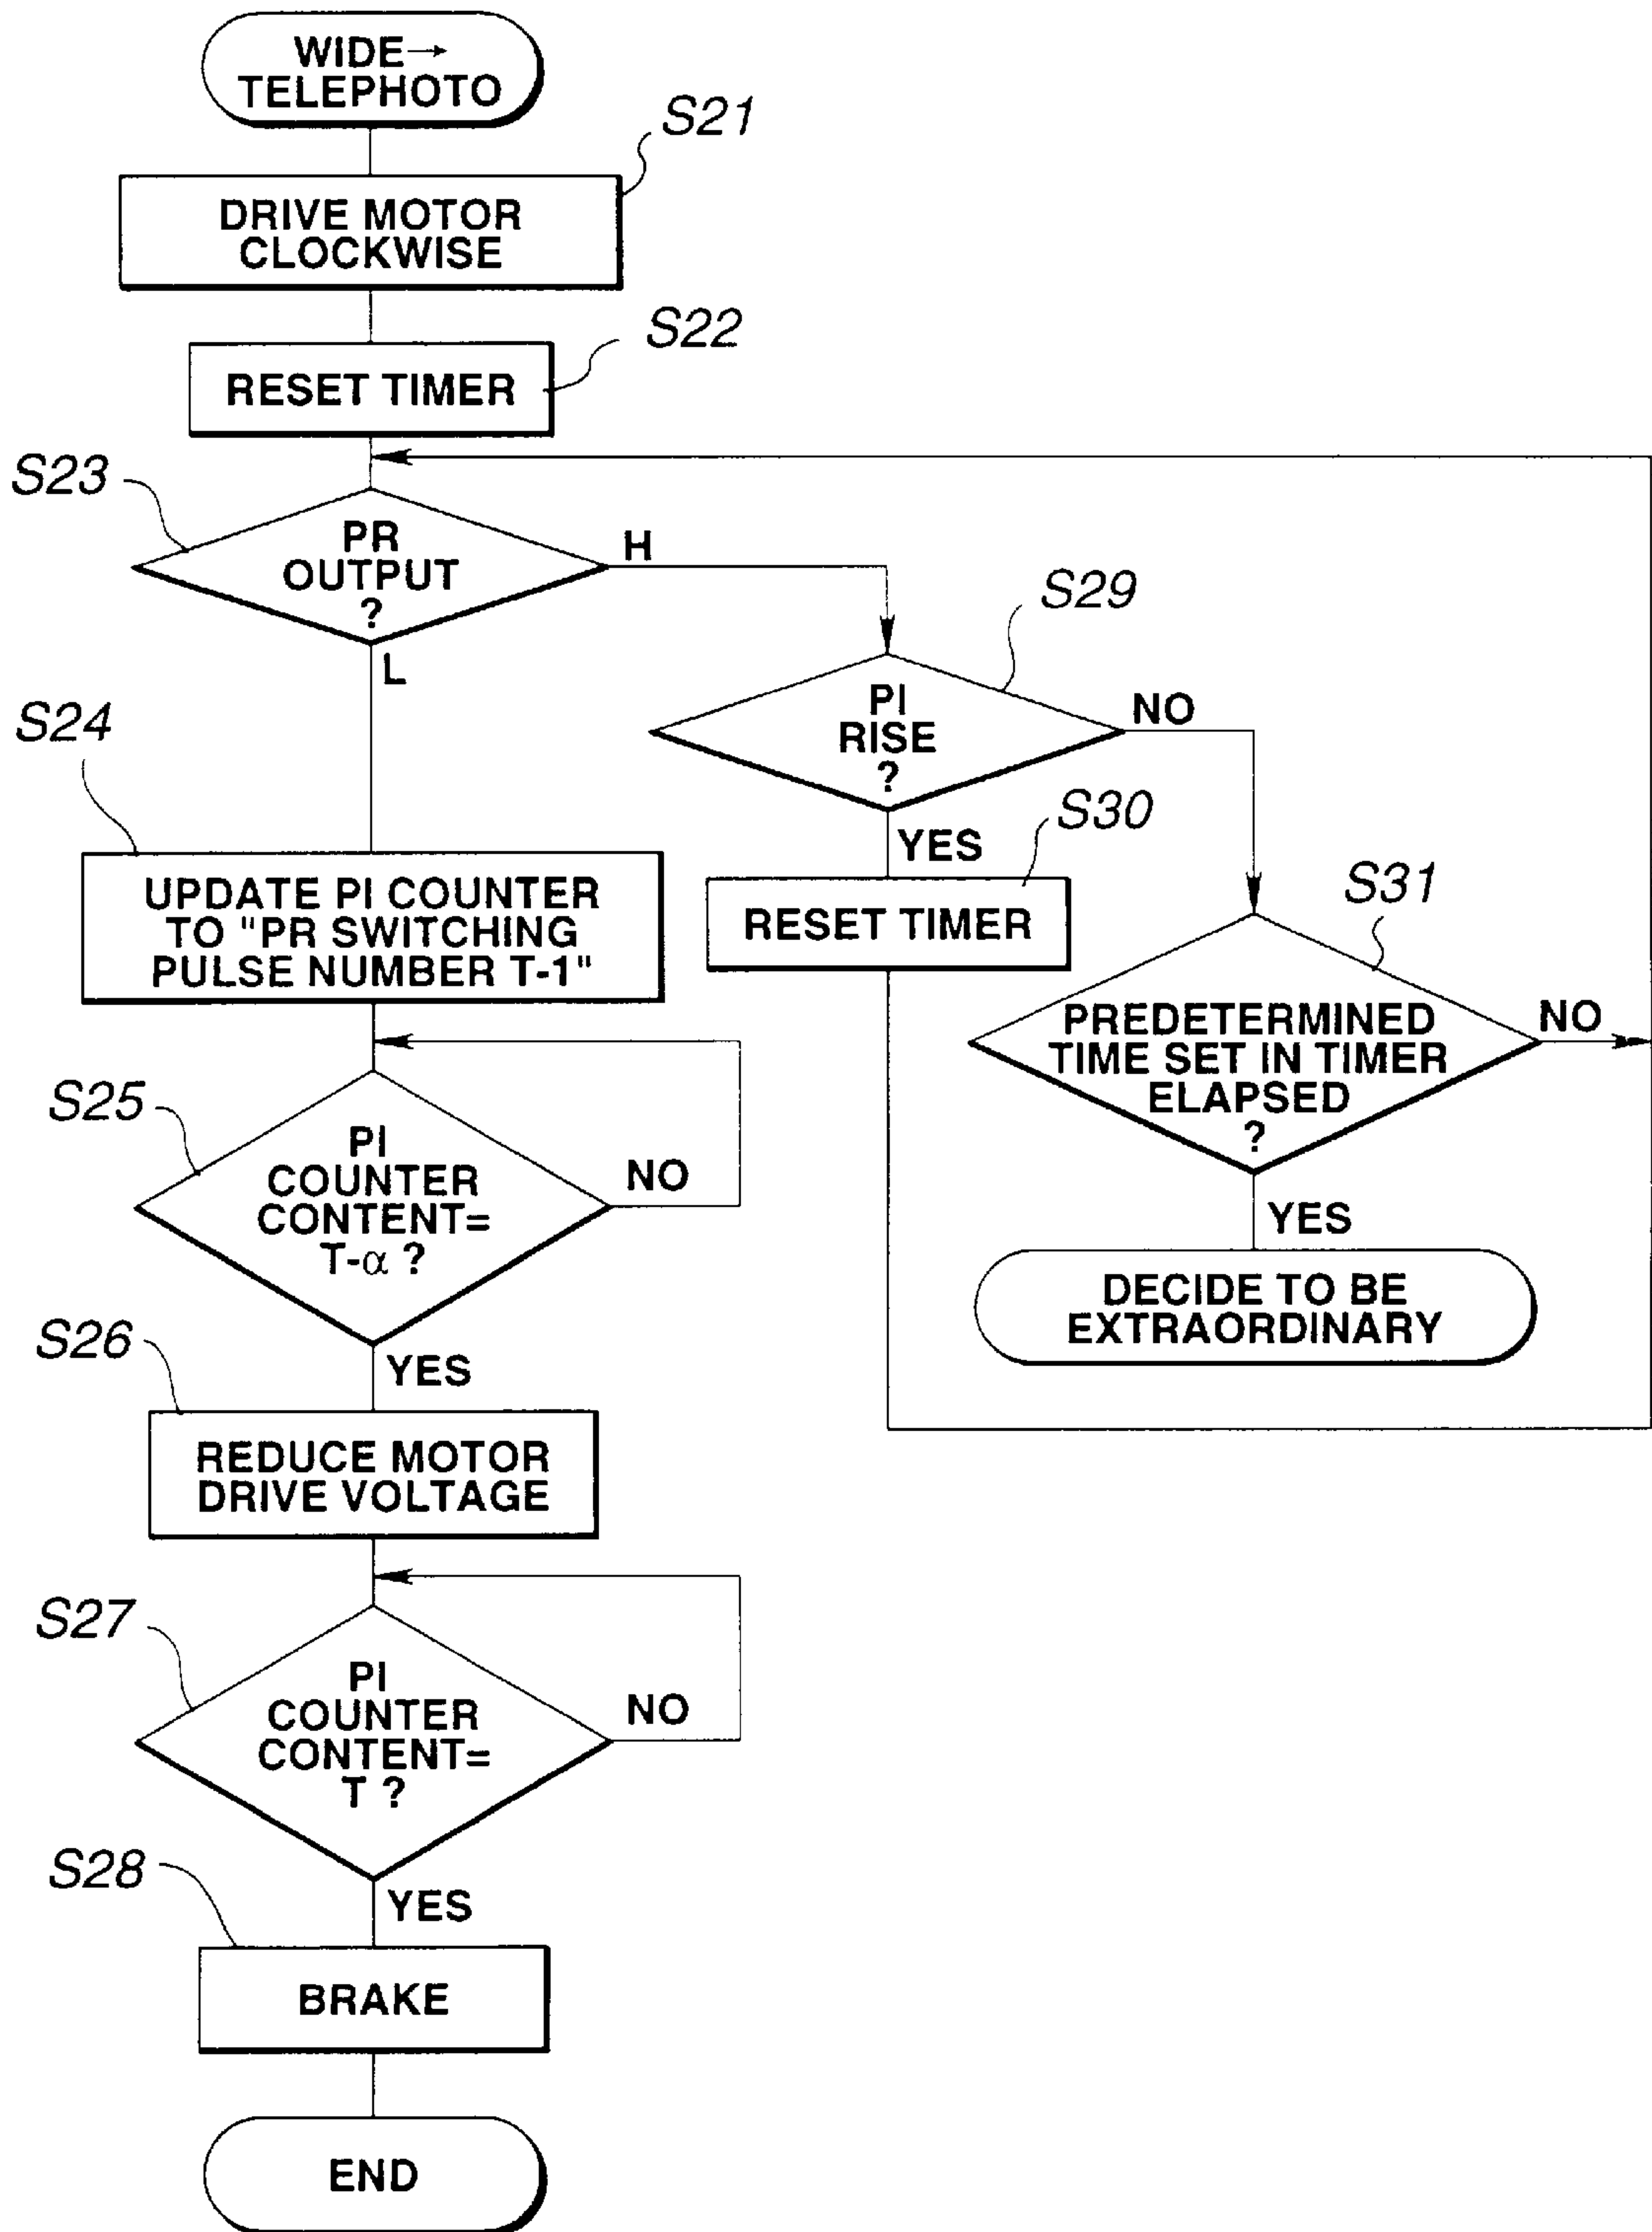 WIDE→
TELEPHOTO
S21
DRIVE MOTOR
CLOCKWISE
S22
RESET TIMER
S23
PR
OUTPUT
?
H
L
S29
PI
RISE
?
NO
YES
S24
UPDATE PI COUNTER
TO "PR SWITCHING
PULSE NUMBER T-1"
S30
RESET TIMER
S31
PREDETERMINED
TIME SET IN TIMER
ELAPSED
?
NO
YES
DECIDE TO BE
EXTRAORDINARY
S25
PI
COUNTER
CONTENT=
T-α ?
NO
YES
S26
REDUCE MOTOR
DRIVE VOLTAGE
S27
PI
COUNTER
CONTENT=
T ?
NO
YES
S28
BRAKE
END